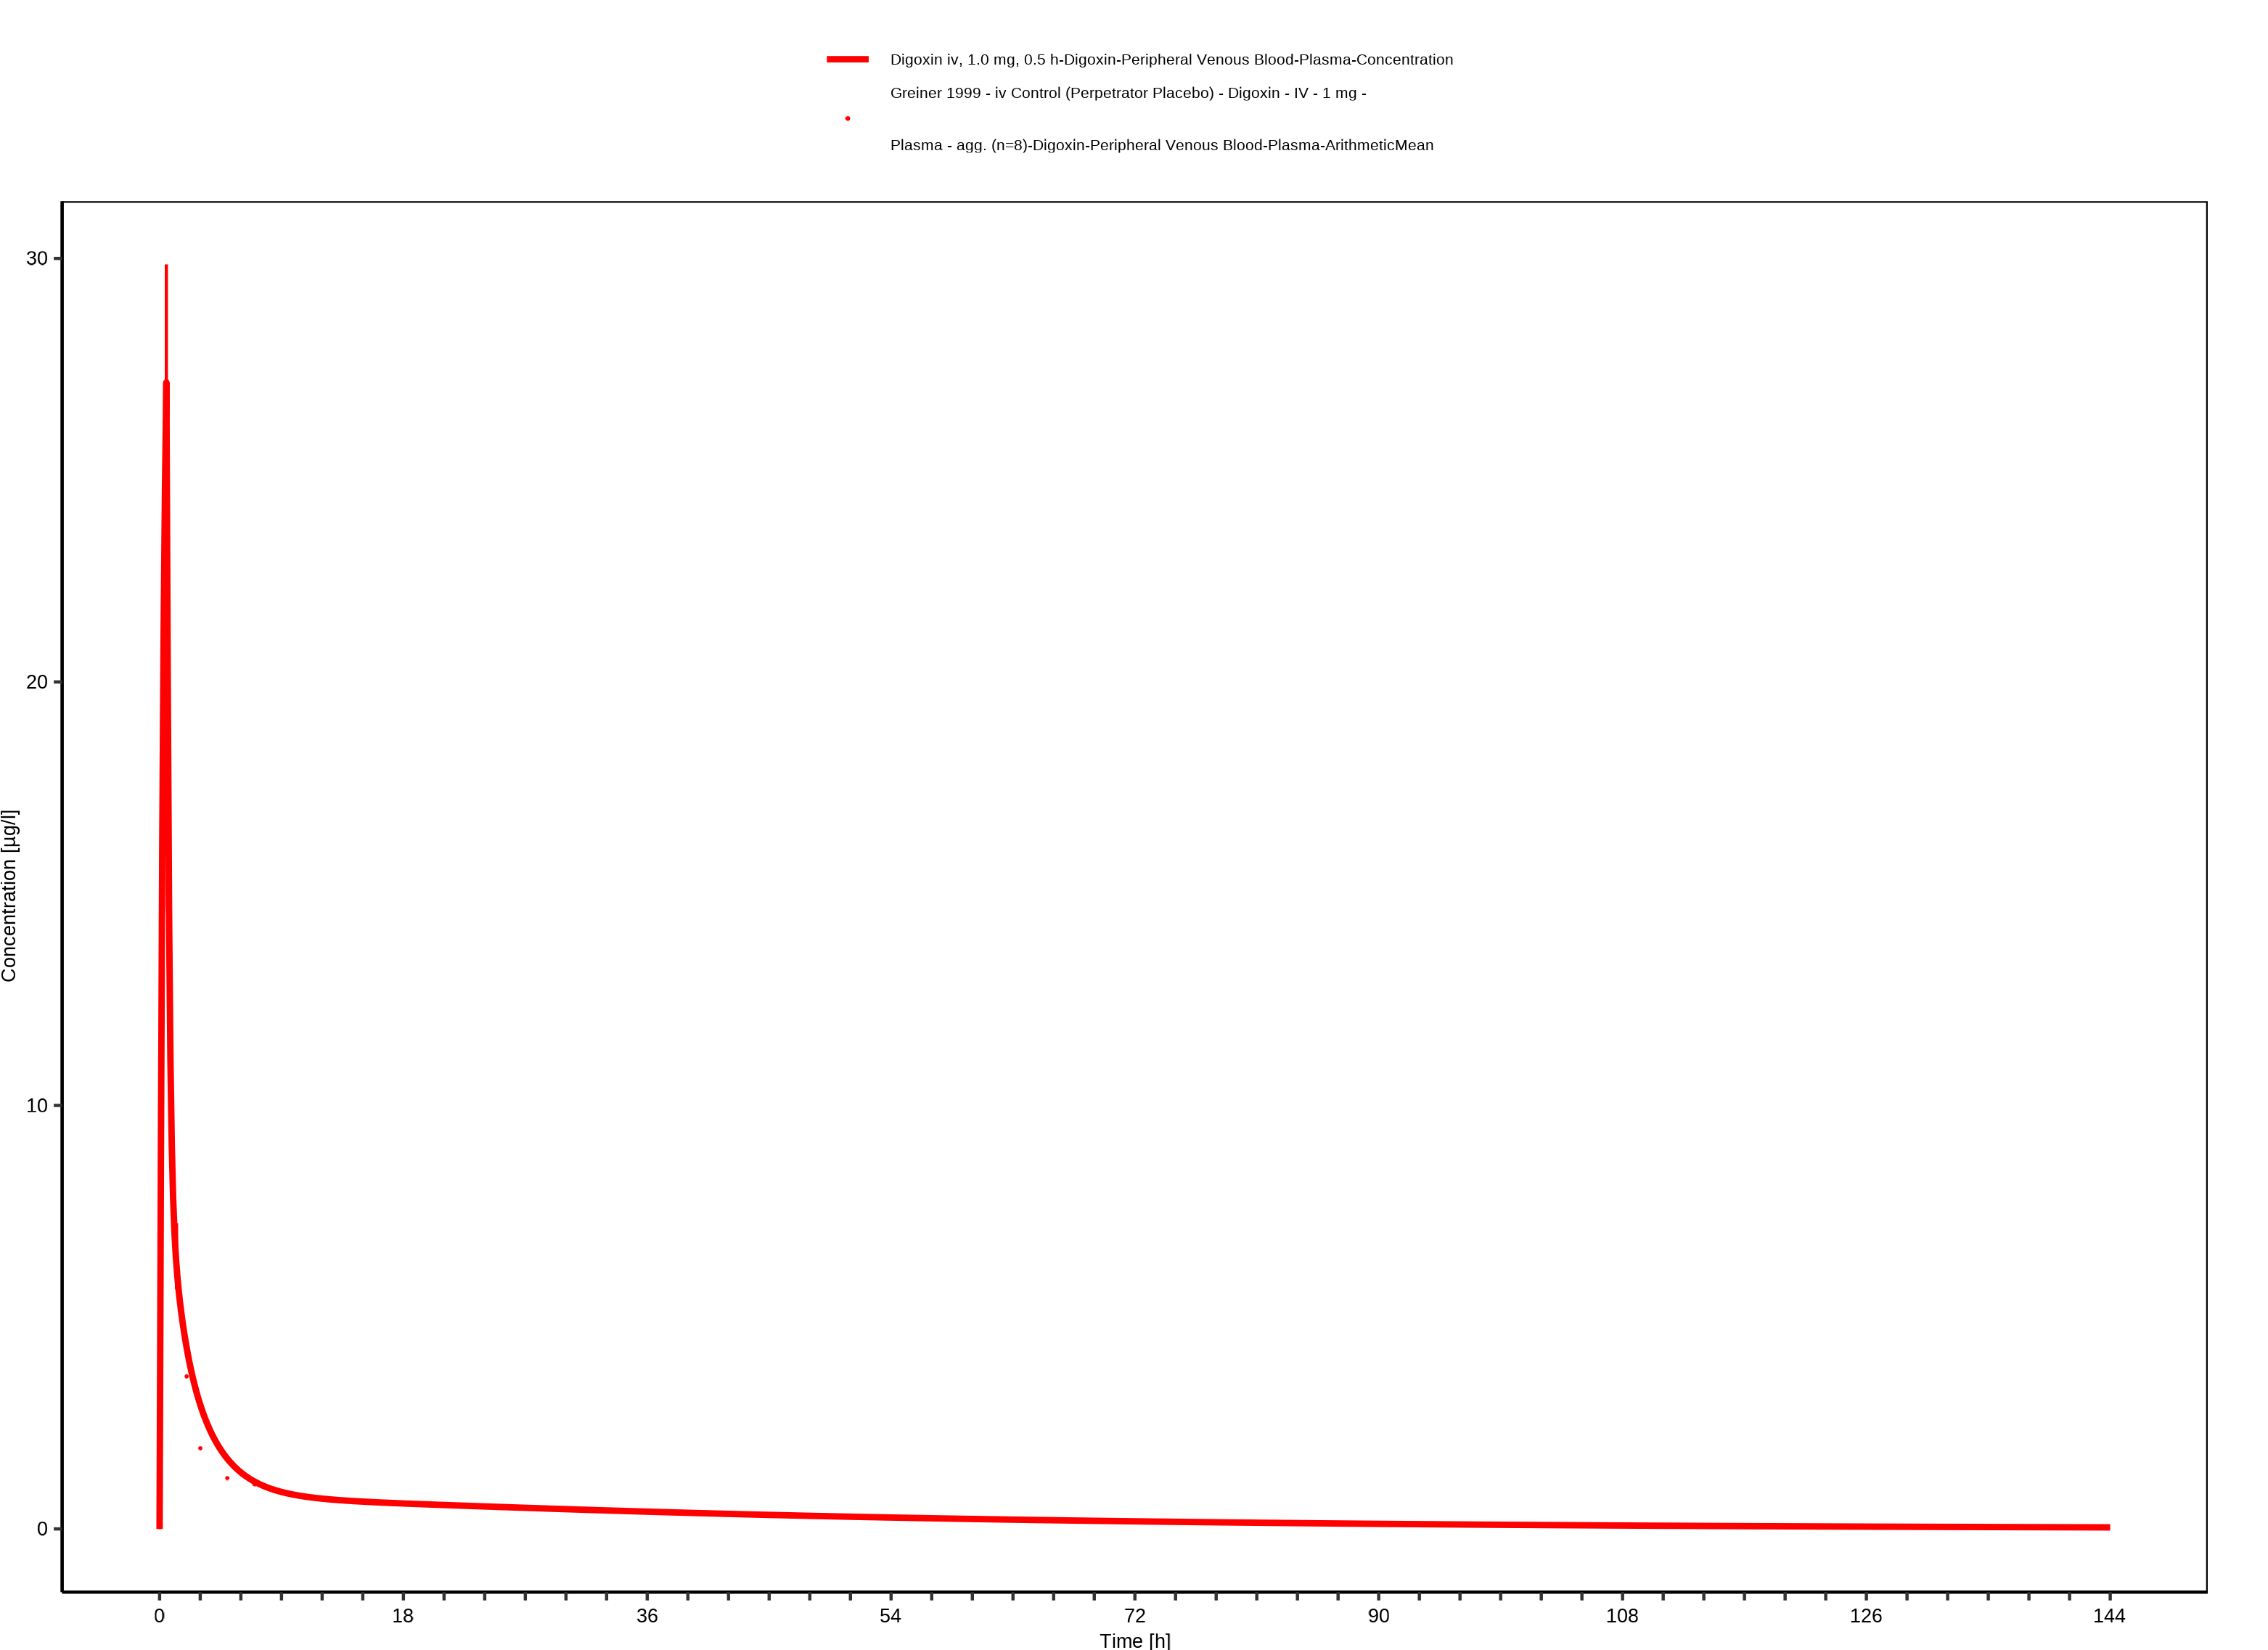 Digoxin iv, 1.0 mg, 0.5 h-Digoxin-Peripheral Venous Blood-Plasma-Concentration
Greiner 1999 - iv Control (Perpetrator Placebo) - Digoxin - IV - 1 mg -
Plasma - agg. (n=8)-Digoxin-Peripheral Venous Blood-Plasma-ArithmeticMean
30
20
10
0
Concentration [µg/l]
0 18 36 54 72 90 108 126 144
Time [h]